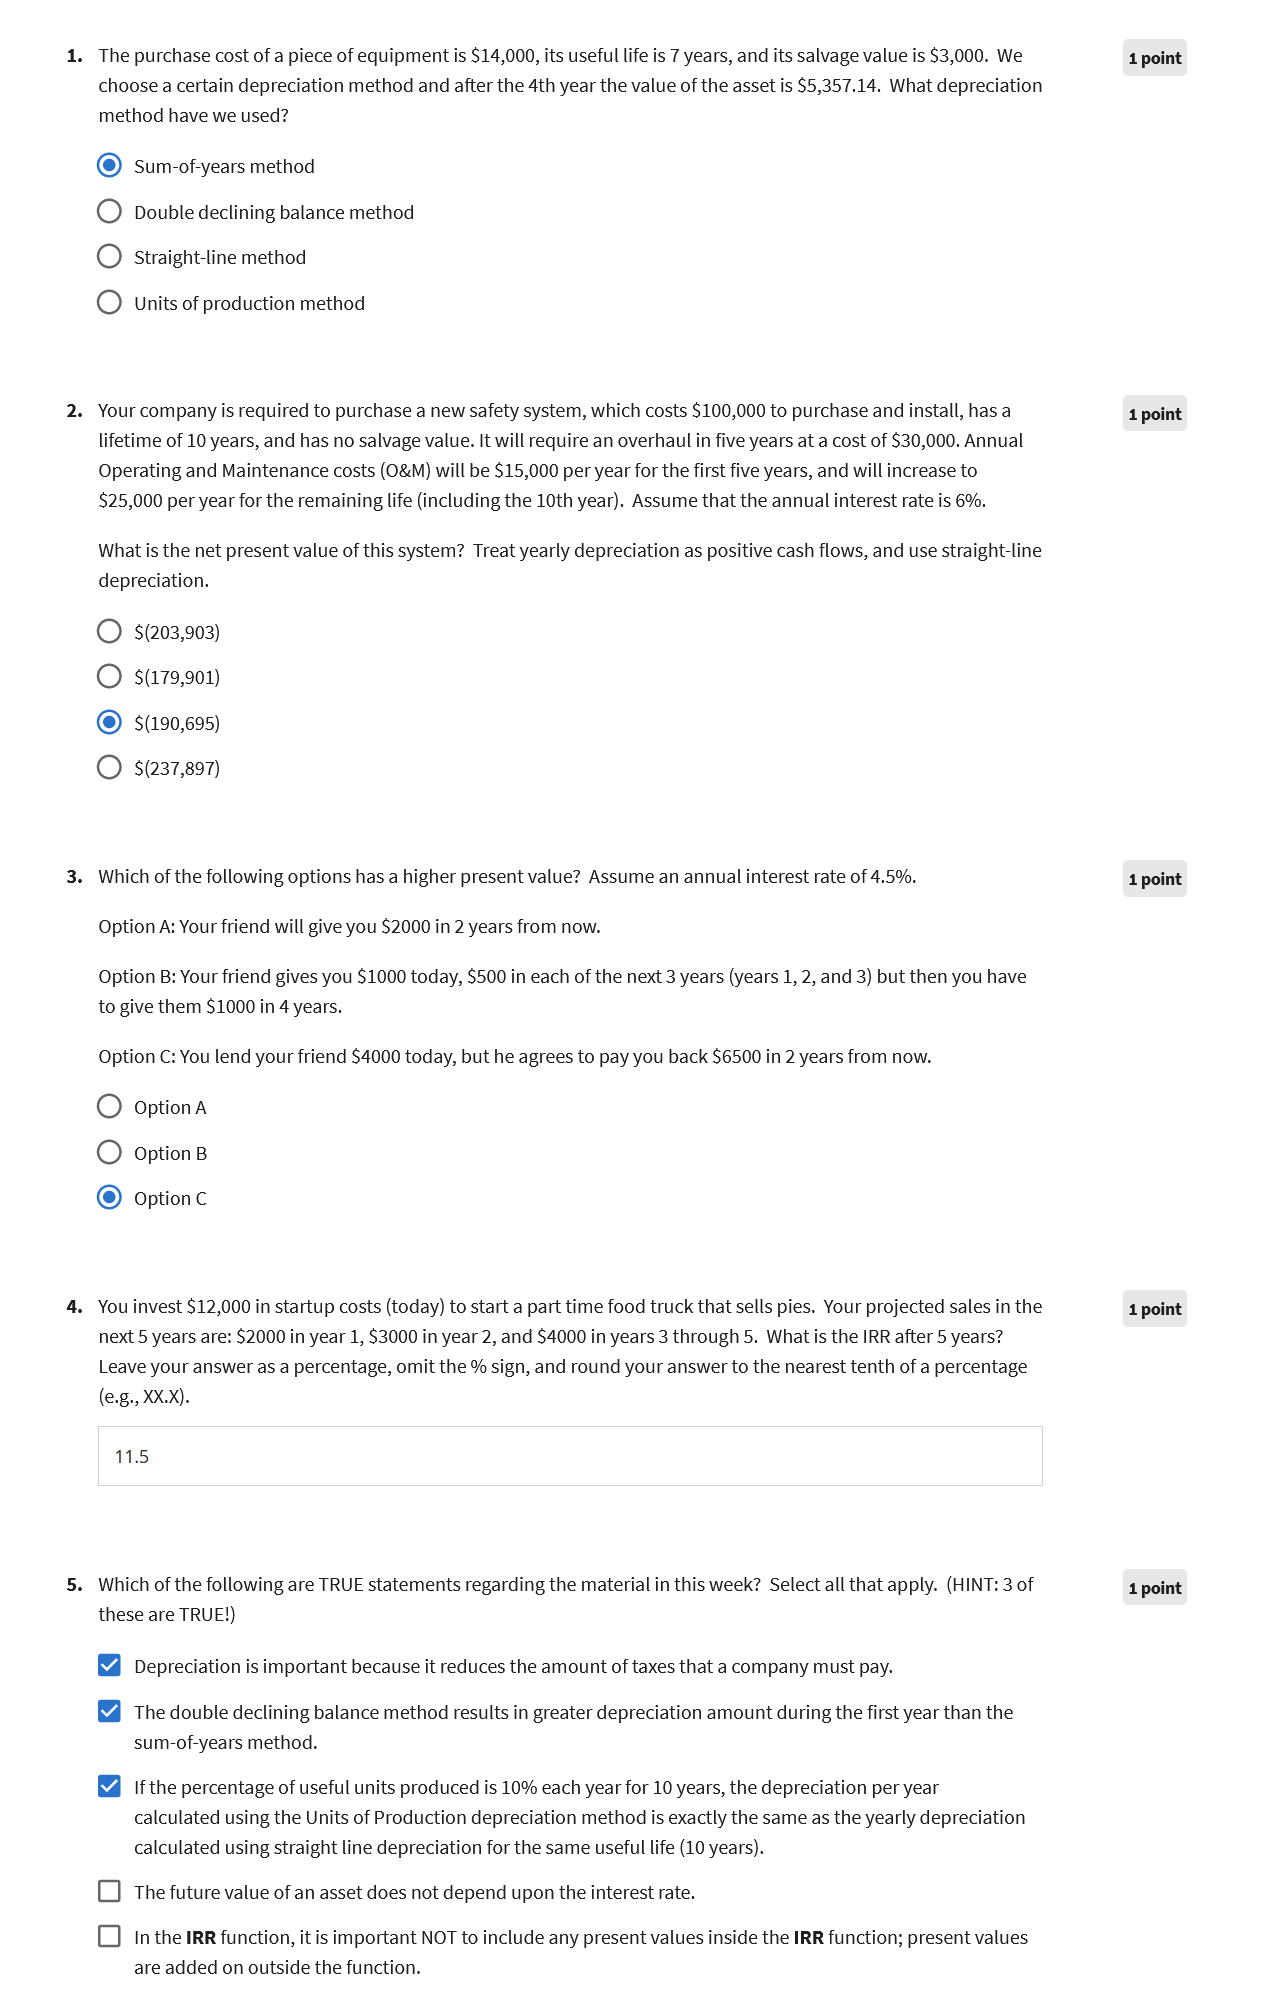 1. The purchase cost of a piece of equipment is $14,000, its useful life is 7 years, and its salvage value is $3,000.  We
1 point
choose a certain depreciation method and after the 4th year the value of the asset is $5,357.14.  What depreciation
method have we used?
Sum-of-years method
Double declining balance method
Straight-line method
Units of production method
2. Your company is required to purchase a new safety system, which costs $100,000 to purchase and install, has a
1 point
lifetime of 10 years, and has no salvage value. It will require an overhaul in five years at a cost of $30,000. Annual
Operating and Maintenance costs (O&M) will be $15,000 per year for the first five years, and will increase to
$25,000 per year for the remaining life (including the 10th year).  Assume that the annual interest rate is 6%.
What is the net present value of this system?  Treat yearly depreciation as positive cash flows, and use straight-line
depreciation.
$(203,903)
$(179,901)
$(190,695)
$(237,897)
3. Which of the following options has a higher present value?  Assume an annual interest rate of 4.5%.
1 point
Option A: Your friend will give you $2000 in 2 years from now.
Option B: Your friend gives you $1000 today, $500 in each of the next 3 years (years 1, 2, and 3) but then you have
to give them $1000 in 4 years.
Option C: You lend your friend $4000 today, but he agrees to pay you back $6500 in 2 years from now.
Option A
Option B
Option C
4. You invest $12,000 in startup costs (today) to start a part time food truck that sells pies.  Your projected sales in the
1 point
next 5 years are: $2000 in year 1, $3000 in year 2, and $4000 in years 3 through 5.  What is the IRR after 5 years?
Leave your answer as a percentage, omit the % sign, and round your answer to the nearest tenth of a percentage
(e.g., XX.X).
11.5
5. Which of the following are TRUE statements regarding the material in this week?  Select all that apply.  (HINT: 3 of
1 point
these are TRUE!)
Depreciation is important because it reduces the amount of taxes that a company must pay.
The double declining balance method results in greater depreciation amount during the first year than the
sum-of-years method.
If the percentage of useful units produced is 10% each year for 10 years, the depreciation per year
calculated using the Units of Production depreciation method is exactly the same as the yearly depreciation
calculated using straight line depreciation for the same useful life (10 years).
The future value of an asset does not depend upon the interest rate.
In the IRR function, it is important NOT to include any present values inside the IRR function; present values
are added on outside the function.